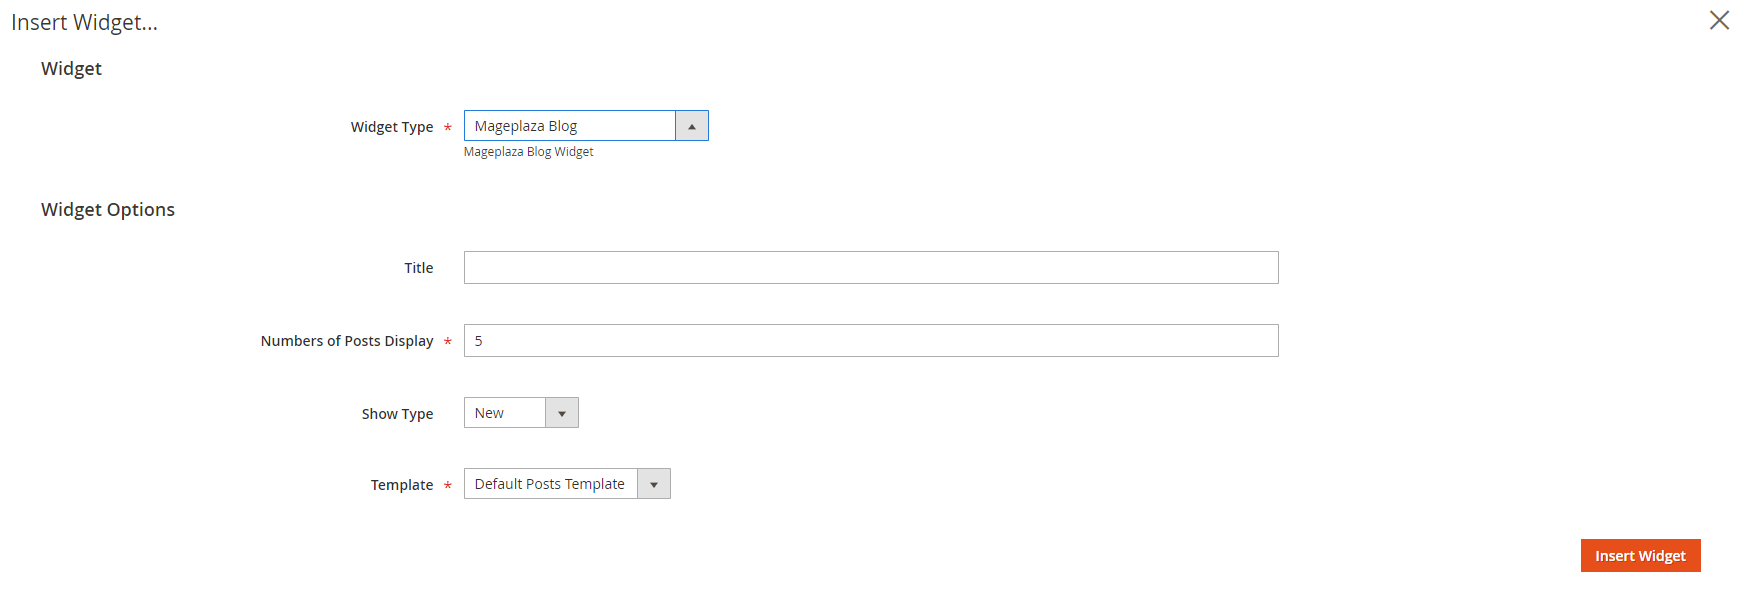 Insert Widget...
Widget
Widget Type * Mageplaza Blog
Mageplaza Blog Widget
Widget Options
Title
Numbers of Posts Display * 5
Show Type New
Template * Default Posts Template
Insert Widget